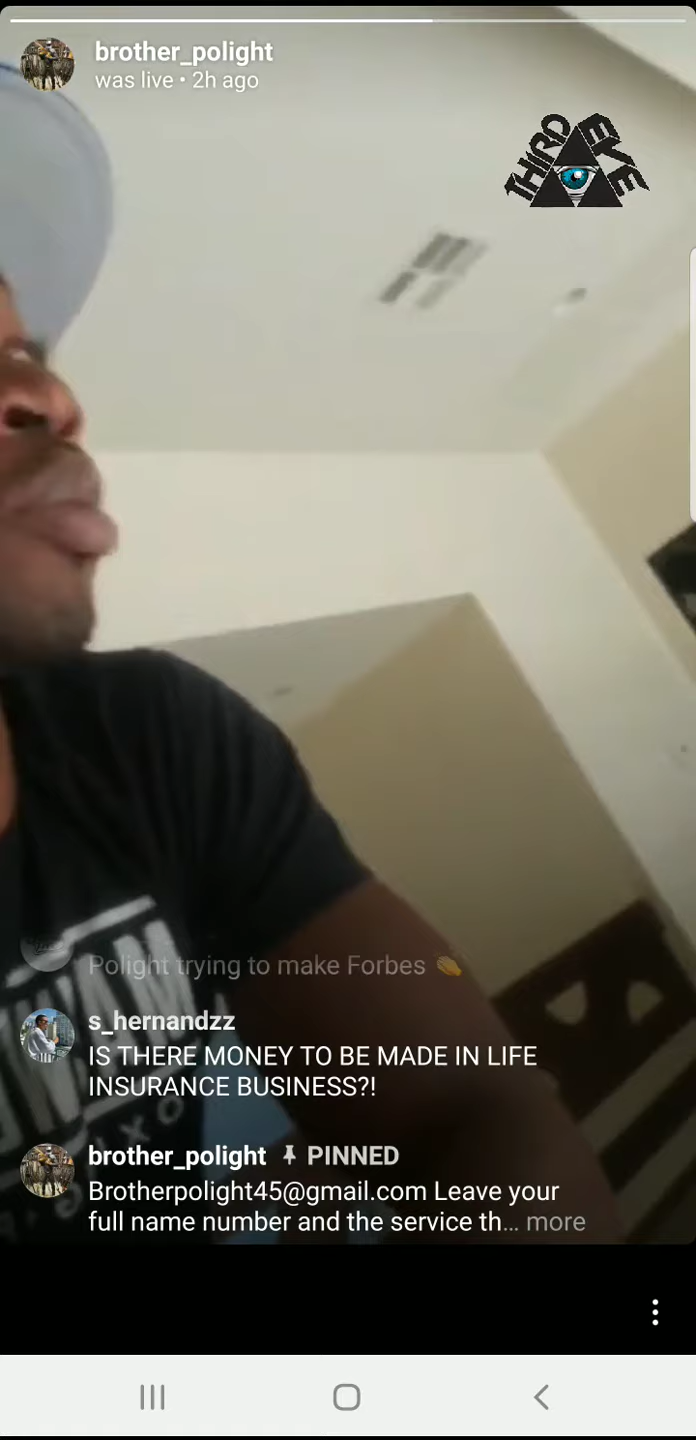 brother_polight
was live • 2h ago
THIRD EYE
Polight trying to make Forbes 👏
s_hernandzz
IS THERE MONEY TO BE MADE IN LIFE
INSURANCE BUSINESS?!
brother_polight PINNED
Brotherpolight45@gmail.com Leave your
full name number and the service th... more